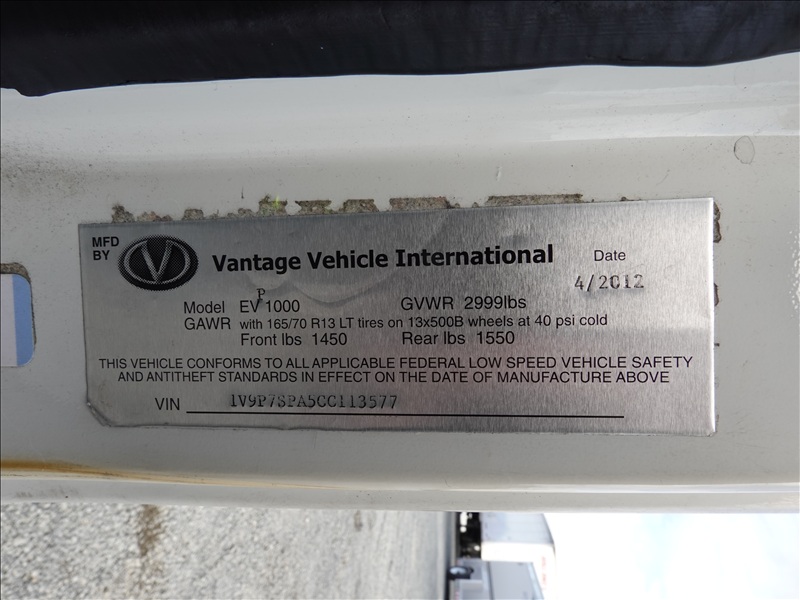 MFD
BY
V
Vantage Vehicle International
Date
4/2012
P
Model EV 1000 GVWR 2999lbs
GAWR with 165/70 R13 LT tires on 13x500B wheels at 40 psi cold
Front lbs 1450 Rear lbs 1550
THIS VEHICLE CONFORMS TO ALL APPLICABLE FEDERAL LOW SPEED VEHICLE SAFETY
AND ANTITHEFT STANDARDS IN EFFECT ON THE DATE OF MANUFACTURE ABOVE
VIN 1V9P7SPA5CC113577